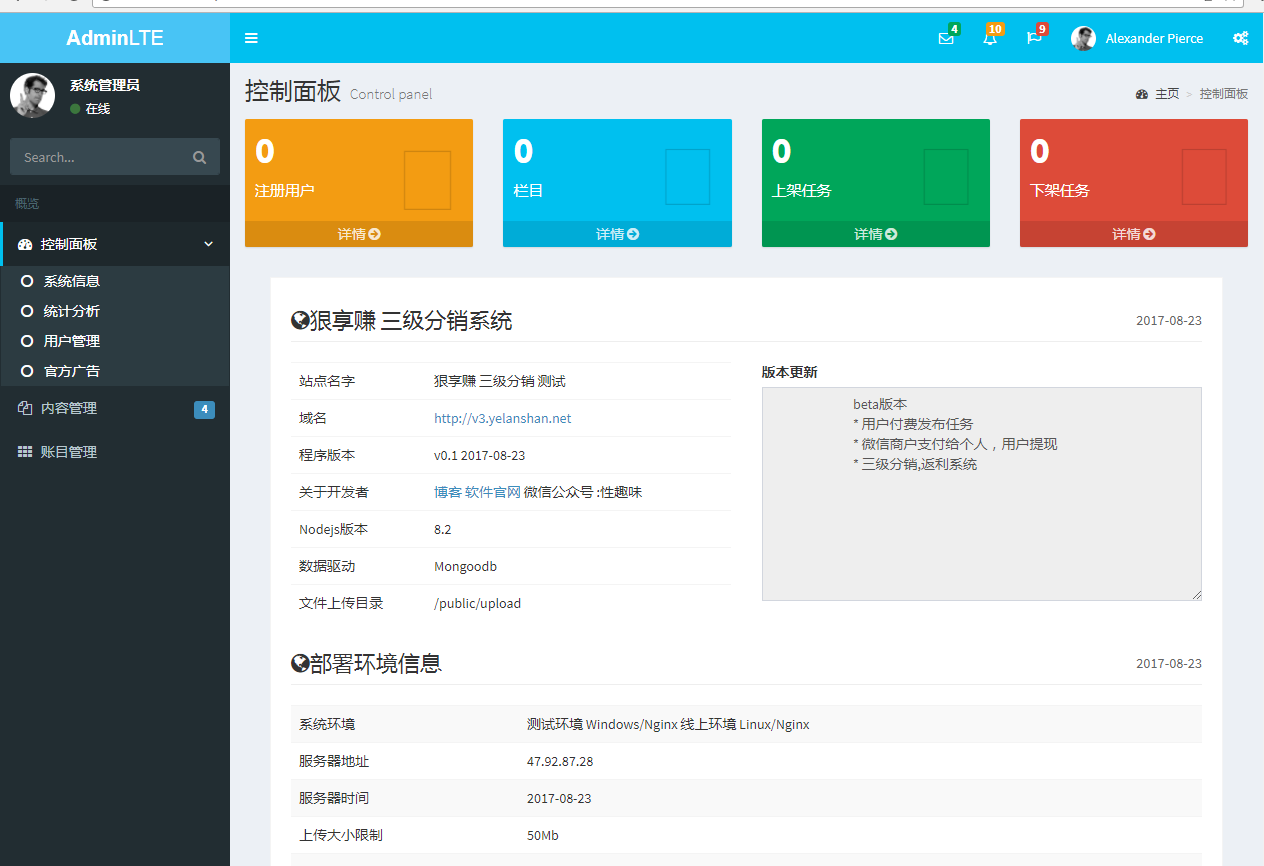 AdminLTE
4
10
9
Alexander Pierce
系统管理员
在线
Search...
概览
控制面板
系统信息
统计分析
用户管理
官方广告
内容管理 4
账目管理
控制面板 Control panel
主页 > 控制面板
0
注册用户
详情
0
栏目
详情
0
上架任务
详情
0
下架任务
详情
狠享赚 三级分销系统 2017-08-23
站点名字 狠享赚 三级分销 测试
域名 http://v3.yelanshan.net
程序版本 v0.1 2017-08-23
关于开发者 博客 软件官网 微信公众号 :性趣味
Nodejs版本 8.2
数据驱动 Mongoodb
文件上传目录 /public/upload
版本更新
beta版本
* 用户付费发布任务
* 微信商户支付给个人，用户提现
* 三级分销,返利系统
部署环境信息 2017-08-23
系统环境 测试环境 Windows/Nginx 线上环境 Linux/Nginx
服务器地址 47.92.87.28
服务器时间 2017-08-23
上传大小限制 50Mb